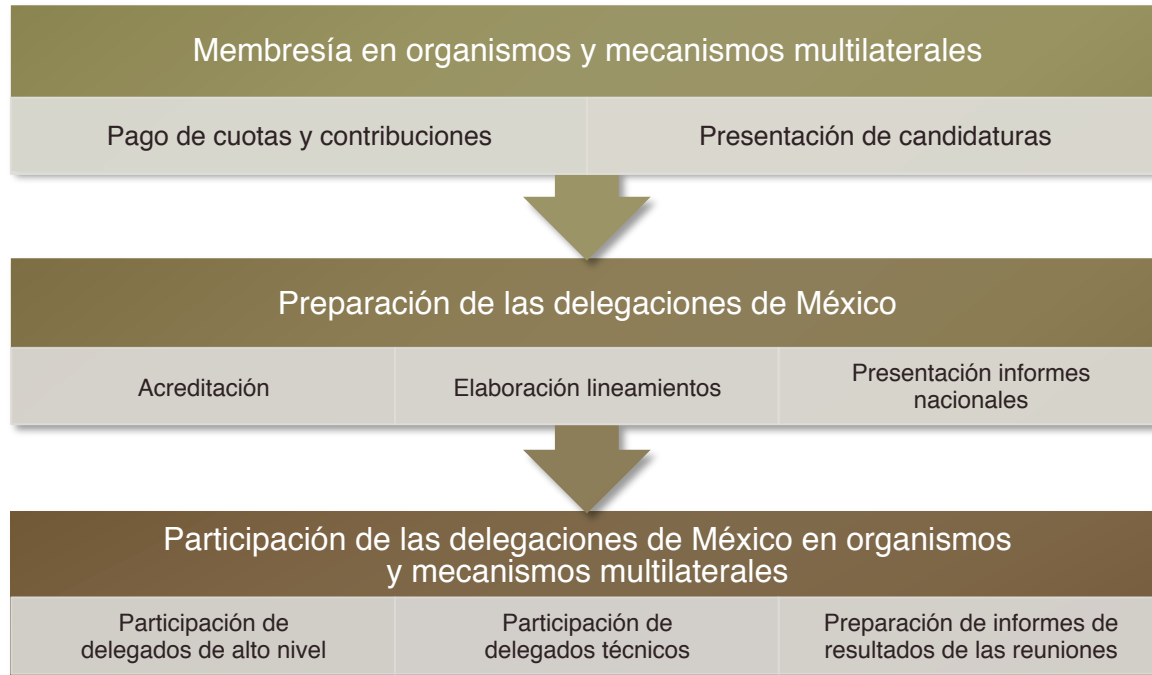 Membresía en organismos y mecanismos multilaterales
Pago de cuotas y contribuciones
Presentación de candidaturas
Preparación de las delegaciones de México
Acreditación
Elaboración lineamientos
Presentación informes
nacionales
Participación de las delegaciones de México en organismos
y mecanismos multilaterales
Participación de
delegados de alto nivel
Participación de
delegados técnicos
Preparación de informes de
resultados de las reuniones